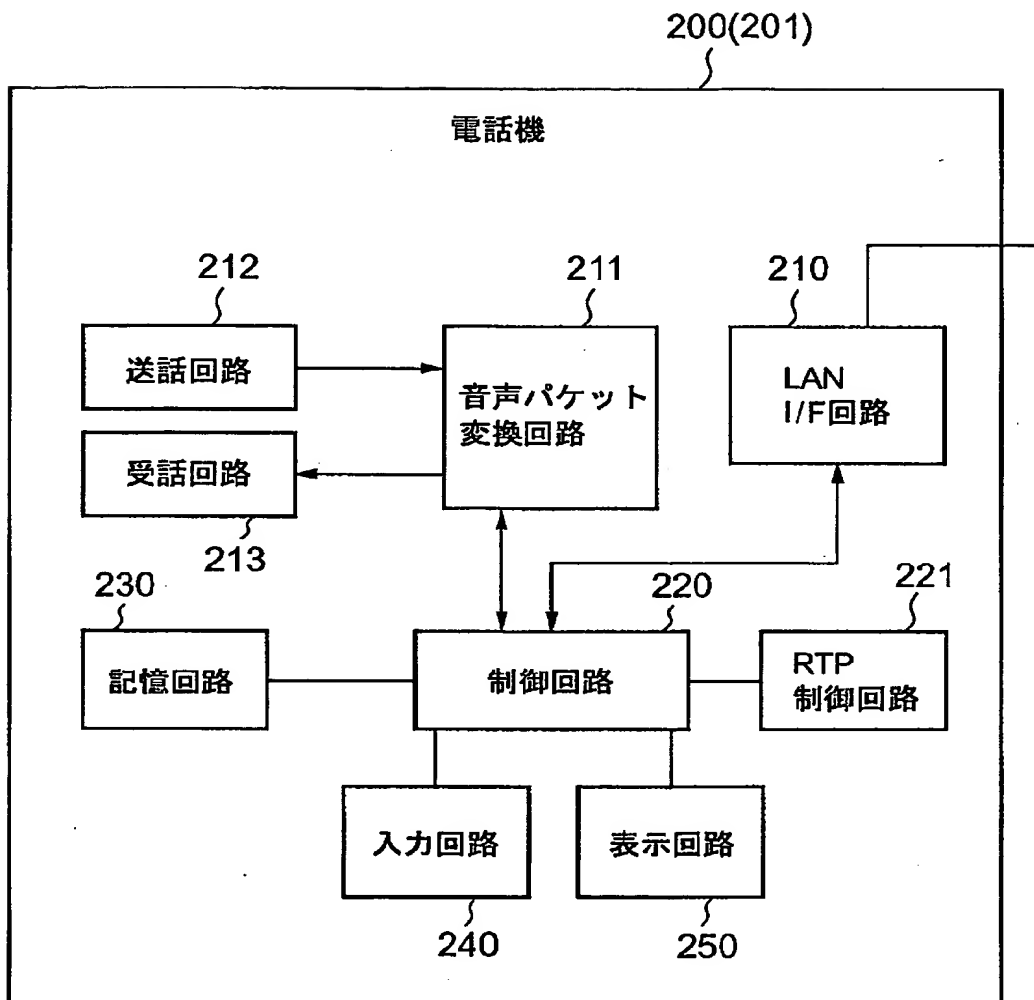 200(201)
電話機
212
211
210
送話回路
音声パケット
変換回路
LAN
I/F回路
受話回路
213
230
220
221
記憶回路
制御回路
RTP
制御回路
入力回路
表示回路
240
250